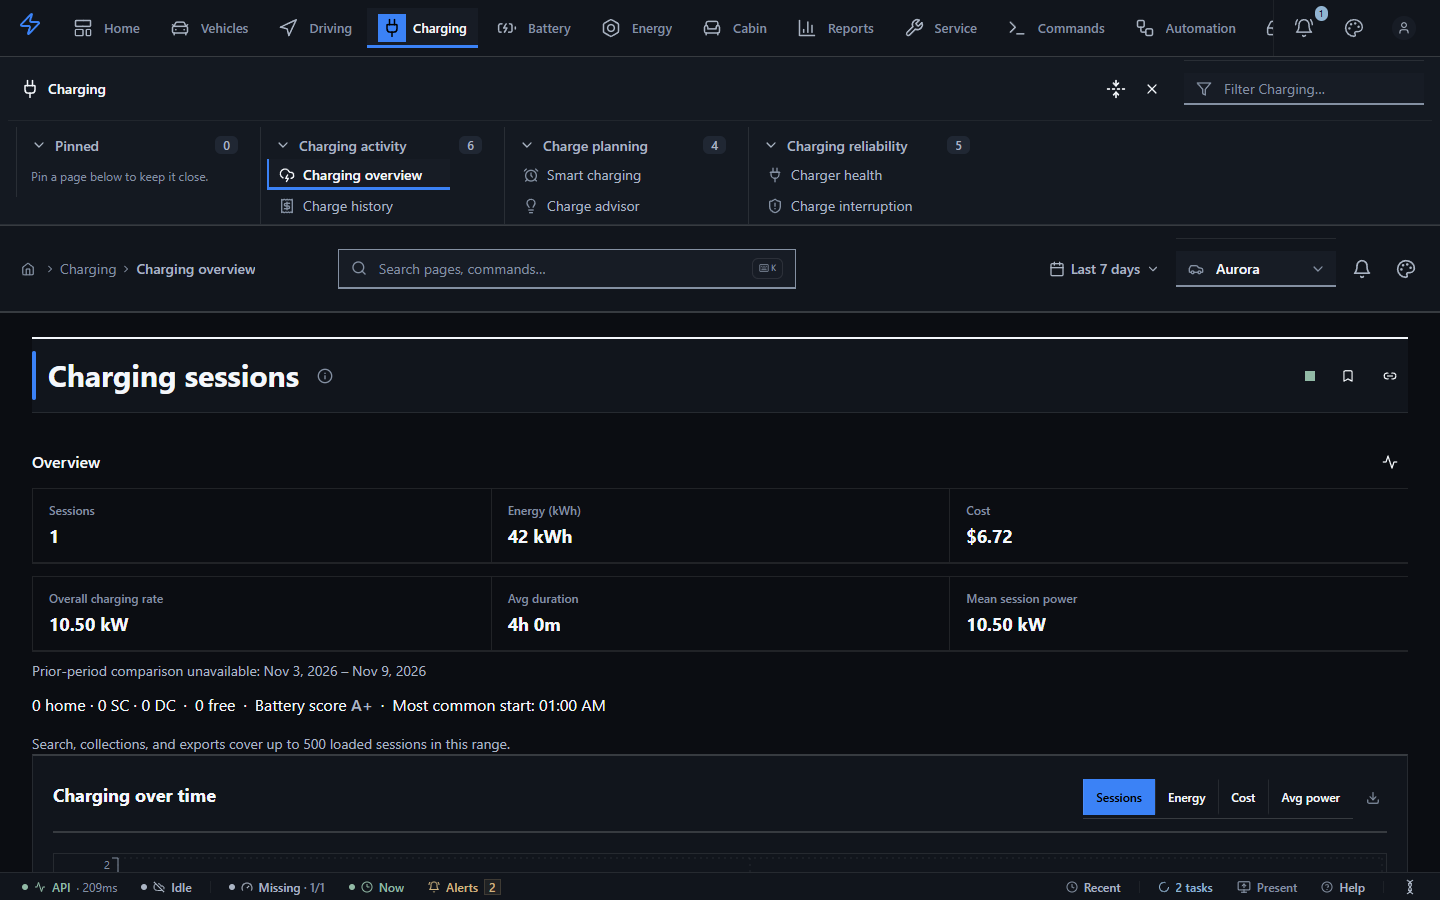 Home
Vehicles
Driving
Charging
Battery
Energy
Cabin
Reports
Service
Commands
Automation
1
Charging
Filter Charging...
Pinned 0
Pin a page below to keep it close.
Charging activity 6
Charging overview
Charge history
Charge planning 4
Smart charging
Charge advisor
Charging reliability 5
Charger health
Charge interruption
Charging
Charging overview
Search pages, commands...
K
Last 7 days
Aurora
Charging sessions
Overview
Sessions
1
Energy (kWh)
42 kWh
Cost
$6.72
Overall charging rate
10.50 kW
Avg duration
4h 0m
Mean session power
10.50 kW
Prior-period comparison unavailable: Nov 3, 2026 – Nov 9, 2026
0 home · 0 SC · 0 DC · 0 free · Battery score A+ · Most common start: 01:00 AM
Search, collections, and exports cover up to 500 loaded sessions in this range.
Charging over time
Sessions
Energy
Cost
Avg power
2
API · 209ms
Idle
Missing · 1/1
Now
Alerts 2
Recent
2 tasks
Present
Help